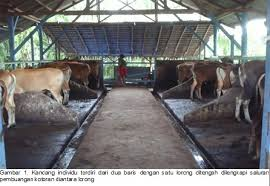 Gambar 1. Kandang individu terdiri dari dua baris dengan satu lorong ditengah dilengkapi saluran
pembuangan kotoran diantara lorong